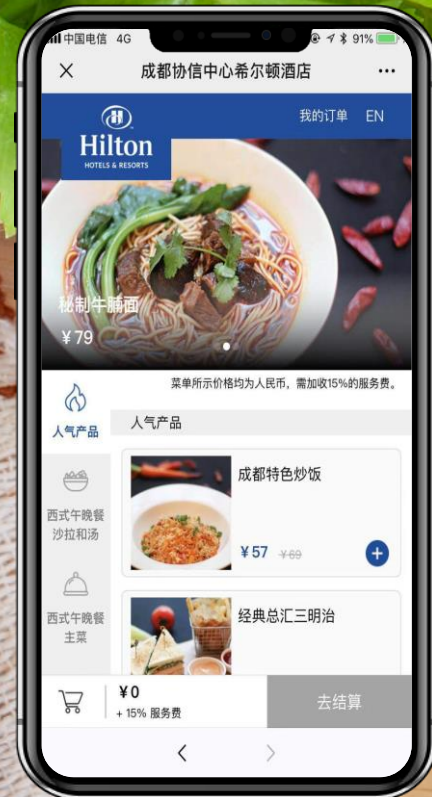 中国电信 4G
91%
成都协信中心希尔顿酒店
Hilton
HOTELS & RESORTS
我的订单 EN
秘制牛腩面
¥79
菜单所示价格均为人民币，需加收15%的服务费。
人气产品
人气产品
成都特色炒饭
¥57 ¥69
西式午晚餐
沙拉和汤
经典总汇三明治
西式午晚餐
主菜
¥0
+ 15% 服务费
去结算